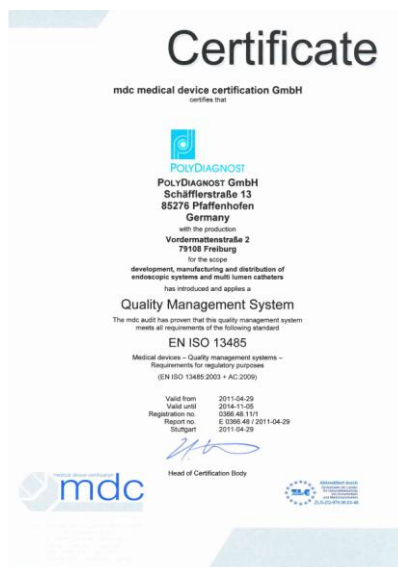 Certificate
mdc medical device certification GmbH
certifies that
POLYDIAGNOST
POLYDIAGNOST GmbH
Schäfflerstraße 13
85276 Pfaffenhofen
Germany
with the production
Vordermattenstraße 2
79108 Freiburg
for the scope
development, manufacturing and distribution of
endoscopic systems and multi lumen catheters
has introduced and applies a
Quality Management System
The mdc audit has proven that this quality management system
meets all requirements of the following standard
EN ISO 13485
Medical devices – Quality management systems –
Requirements for regulatory purposes
(EN ISO 13485:2003 + AC:2009)
Valid from 2011-04-29
Valid until 2014-11-05
Registration no. 0366.48.11/1
Report no. E 0366.48 / 2011-04-29
Stuttgart 2011-04-29
Head of Certification Body
medical device certification
mdc
ZLG